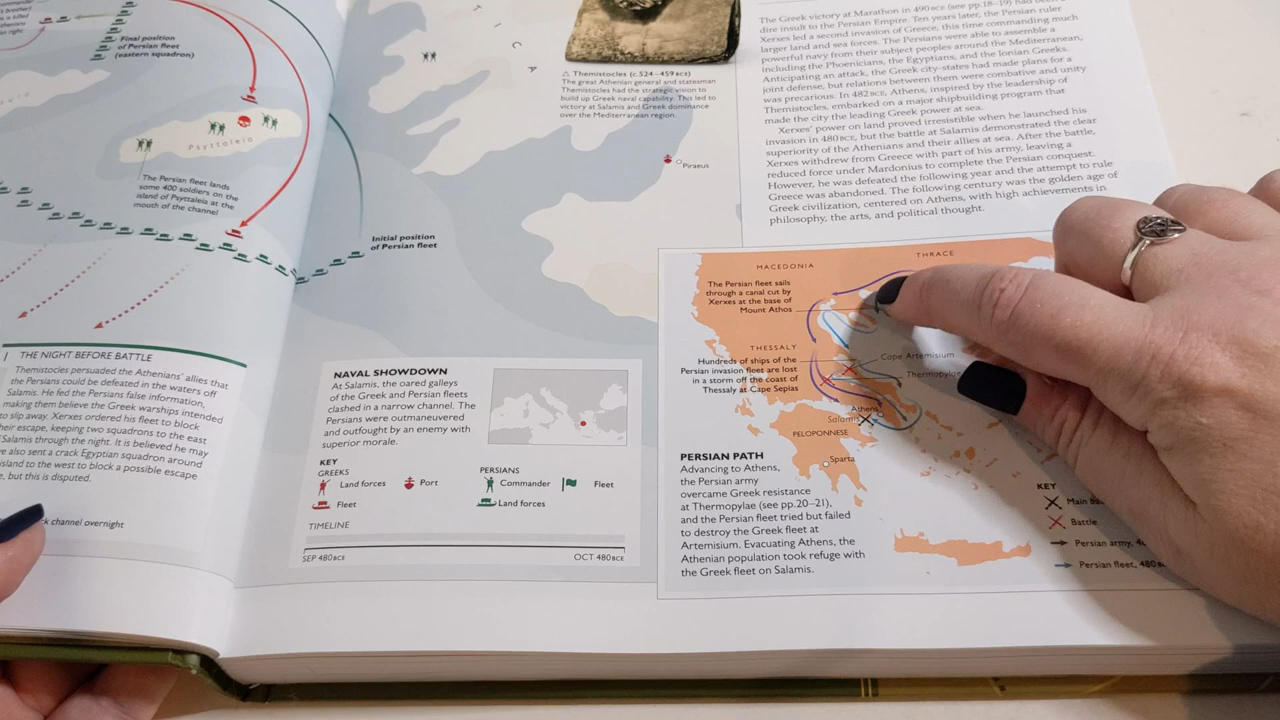 commander
brother)
is killed
Athenians
an right
Final position
of Persian fleet
(eastern squadron)
Psyttaleia
The Persian fleet lands
some 400 soldiers on the
island of Psyttaleia at the
mouth of the channel
Initial position
of Persian fleet
THE NIGHT BEFORE BATTLE
Themistocles persuaded the Athenians' allies that
the Persians could be defeated in the waters off
Salamis. He fed the Persians false information,
making them believe the Greek warships intended
to slip away. Xerxes ordered his fleet to block
their escape, keeping two squadrons to the east
Salamis through the night. It is believed he may
ve also sent a crack Egyptian squadron around
island to the west to block a possible escape
e, but this is disputed.
ck channel overnight
△ Themistocles (c.524–459 BCE)
The great Athenian general and statesman
Themistocles had the strategic vision to
build up Greek naval capability. This led to
victory at Salamis and Greek dominance
over the Mediterranean region.
Piraeus
NAVAL SHOWDOWN
At Salamis, the oared galleys
of the Greek and Persian fleets
clashed in a narrow channel. The
Persians were outmaneuvered
and outfought by an enemy with
superior morale.
KEY
GREEKS
Land forces
Port
Fleet
PERSIANS
Commander
Fleet
Land forces
TIMELINE
SEP 480 BCE
OCT 480 BCE
The Greek victory at Marathon in 490 BCE (see pp.18–19) had been a
dire insult to the Persian Empire. Ten years later, the Persian ruler
Xerxes led a second invasion of Greece, this time commanding much
larger land and sea forces. The Persians were able to assemble a
powerful navy from their subject peoples around the Mediterranean,
including the Phoenicians, the Egyptians, and the Ionian Greeks.
Anticipating an attack, the Greek city-states had made plans for a
joint defense, but relations between them were combative and unity
was precarious. In 482 BCE, Athens, inspired by the leadership of
Themistocles, embarked on a major shipbuilding program that
made the city the leading Greek power at sea.
Xerxes' power on land proved irresistible when he launched his
invasion in 480 BCE, but the battle at Salamis demonstrated the clear
superiority of the Athenians and their allies at sea. After the battle,
Xerxes withdrew from Greece with part of his army, leaving a
reduced force under Mardonius to complete the Persian conquest.
However, he was defeated the following year and the attempt to rule
Greece was abandoned. The following century was the golden age of
Greek civilization, centered on Athens, with high achievements in
philosophy, the arts, and political thought.
MACEDONIA
THRACE
The Persian fleet sails
through a canal cut by
Xerxes at the base of
Mount Athos
THESSALY
Hundreds of ships of the
Persian invasion fleet are lost
in a storm off the coast of
Thessaly at Cape Sepias
Cape Artemisium
Thermopylae
Athens
Salamis
PELOPONNESE
Sparta
PERSIAN PATH
Advancing to Athens,
the Persian army
overcame Greek resistance
at Thermopylae (see pp.20–21),
and the Persian fleet tried but failed
to destroy the Greek fleet at
Artemisium. Evacuating Athens, the
Athenian population took refuge with
the Greek fleet on Salamis.
KEY
Main ba
Battle
Persian army, 4
Persian fleet, 480